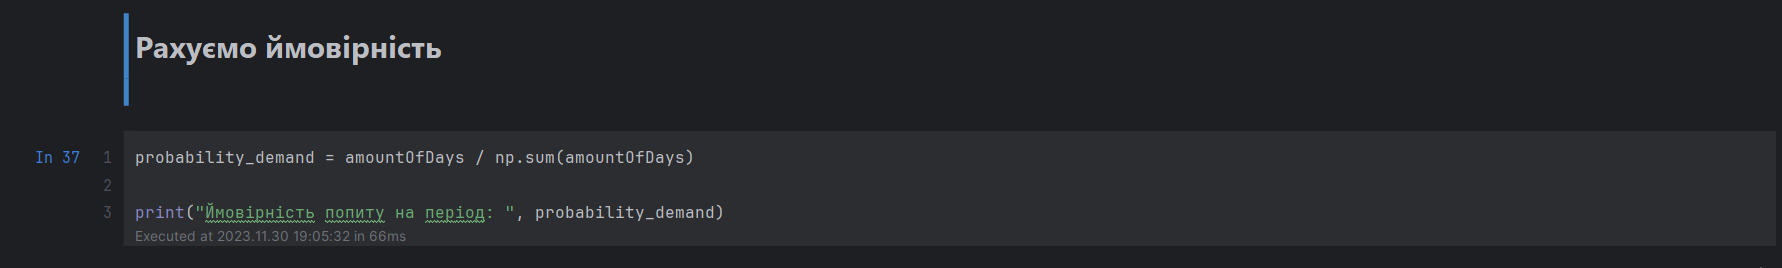 Рахуємо ймовірність
In 37
1 probability_demand = amountOfDays / np.sum(amountOfDays)
2
3 print("Ймовірність попиту на період: ", probability_demand)
Executed at 2023.11.30 19:05:32 in 66ms